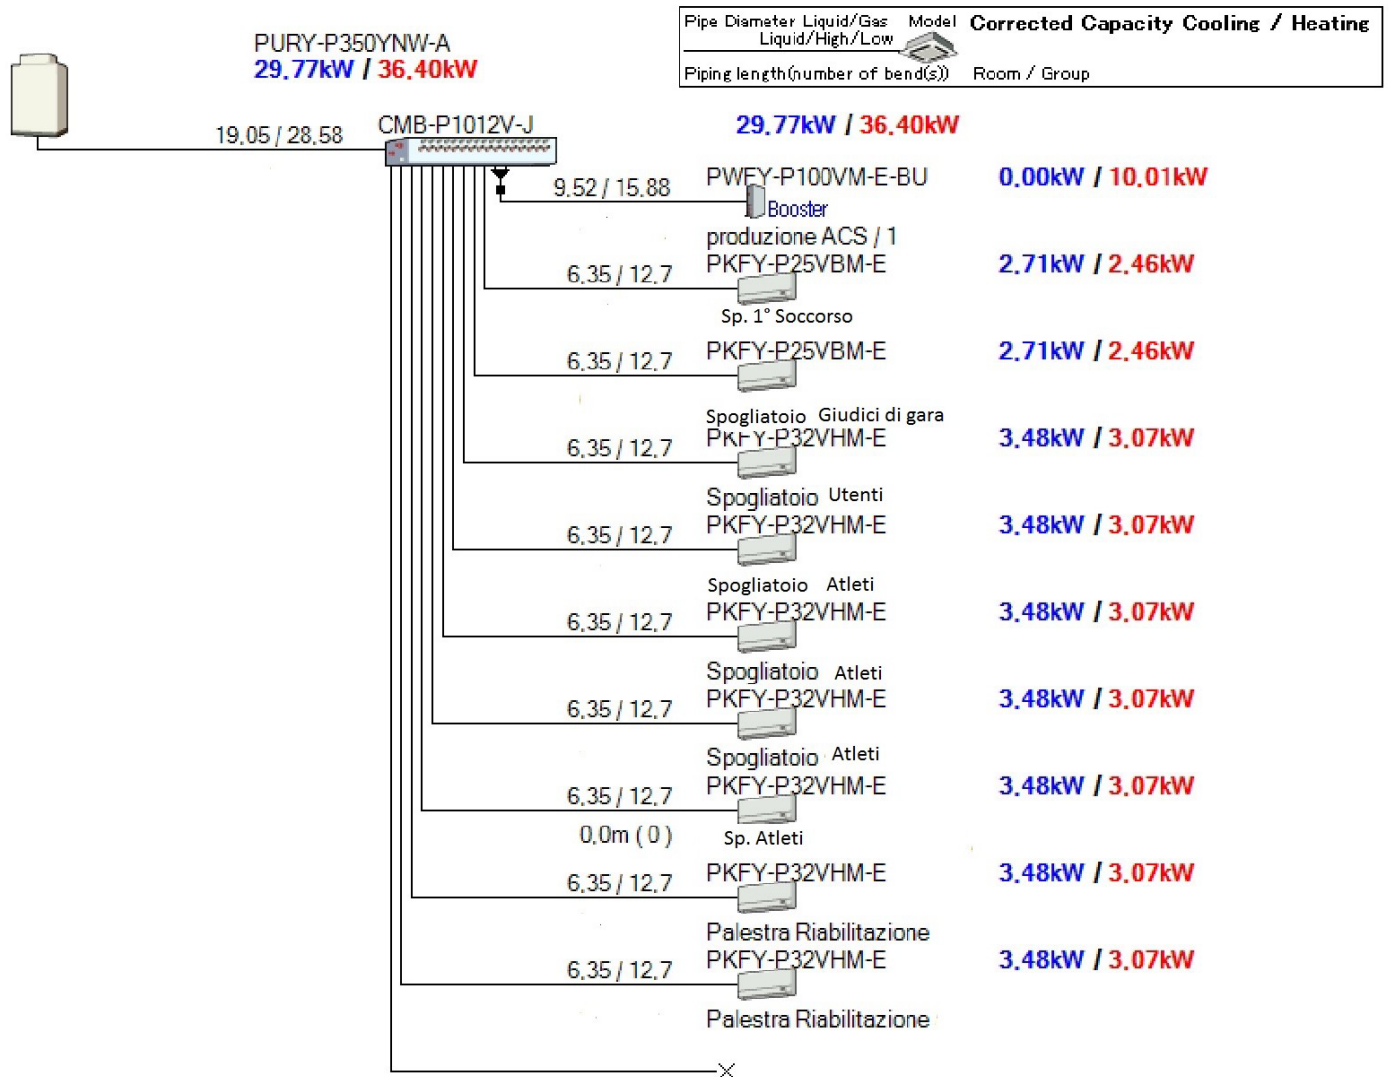 Pipe Diameter Liquid/Gas Model Corrected Capacity Cooling / Heating
Liquid/High/Low
Piping length(number of bend(s)) Room / Group
PURY-P350YNW-A
29.77kW / 36.40kW
19.05 / 28.58 CMB-P1012V-J 29.77kW / 36.40kW
9.52 / 15.88 PWFY-P100VM-E-BU 0.00kW / 10.01kW
Booster
produzione ACS / 1
6.35 / 12.7 PKFY-P25VBM-E 2.71kW / 2.46kW
Sp. 1° Soccorso
6.35 / 12.7 PKFY-P25VBM-E 2.71kW / 2.46kW
Spogliatoio Giudici di gara
6.35 / 12.7 PKFY-P32VHM-E 3.48kW / 3.07kW
Spogliatoio Utenti
6.35 / 12.7 PKFY-P32VHM-E 3.48kW / 3.07kW
Spogliatoio Atleti
6.35 / 12.7 PKFY-P32VHM-E 3.48kW / 3.07kW
Spogliatoio Atleti
6.35 / 12.7 PKFY-P32VHM-E 3.48kW / 3.07kW
Spogliatoio Atleti
6.35 / 12.7 PKFY-P32VHM-E 3.48kW / 3.07kW
0.0m ( 0 ) Sp. Atleti
6.35 / 12.7 PKFY-P32VHM-E 3.48kW / 3.07kW
Palestra Riabilitazione
6.35 / 12.7 PKFY-P32VHM-E 3.48kW / 3.07kW
Palestra Riabilitazione